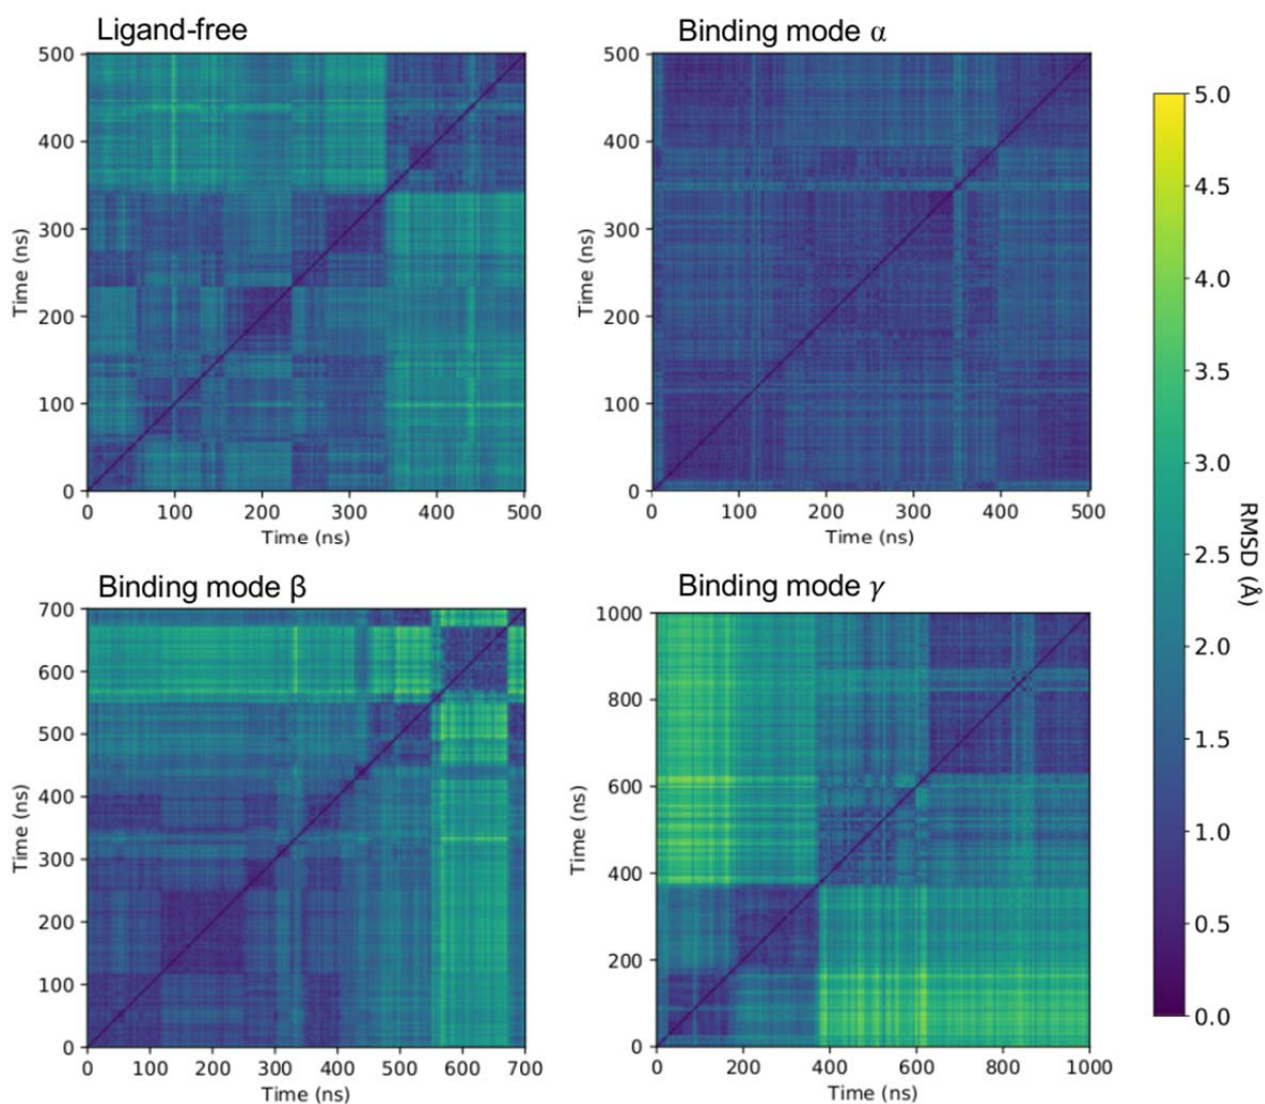 Ligand-free
500
400
300
200
100
0
Time (ns)
0 100 200 300 400 500
Time (ns)
Binding mode α
500
400
300
200
100
0
Time (ns)
0 100 200 300 400 500
Time (ns)
Binding mode β
700
600
500
400
300
200
100
0
Time (ns)
0 100 200 300 400 500 600 700
Time (ns)
Binding mode γ
1000
800
600
400
200
0
Time (ns)
0 200 400 600 800 1000
Time (ns)
5.0
4.5
4.0
3.5
3.0
2.5
2.0
1.5
1.0
0.5
0.0
RMSD (Å)